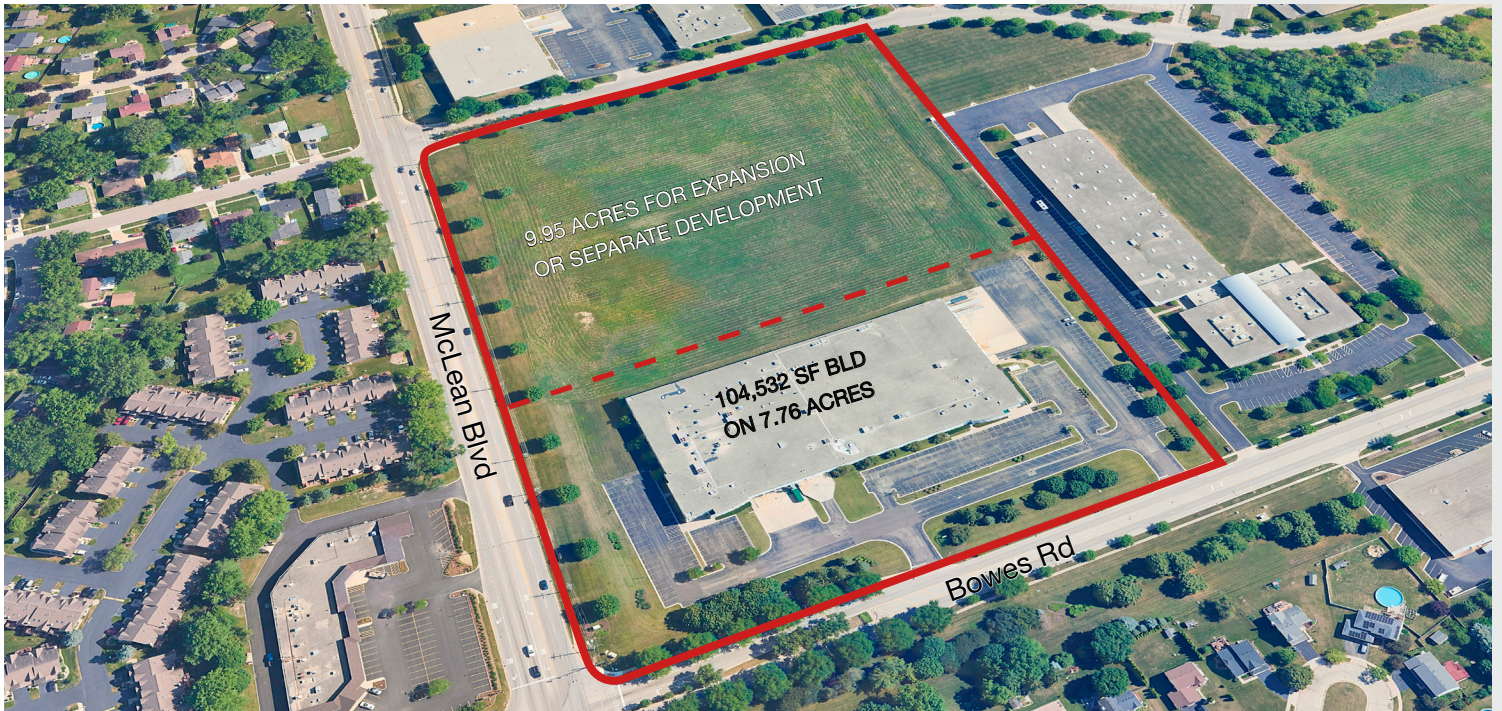 9.95 ACRES FOR EXPANSION
OR SEPARATE DEVELOPMENT
McLean Blvd
104,532 SF BLD
ON 7.76 ACRES
Bowes Rd